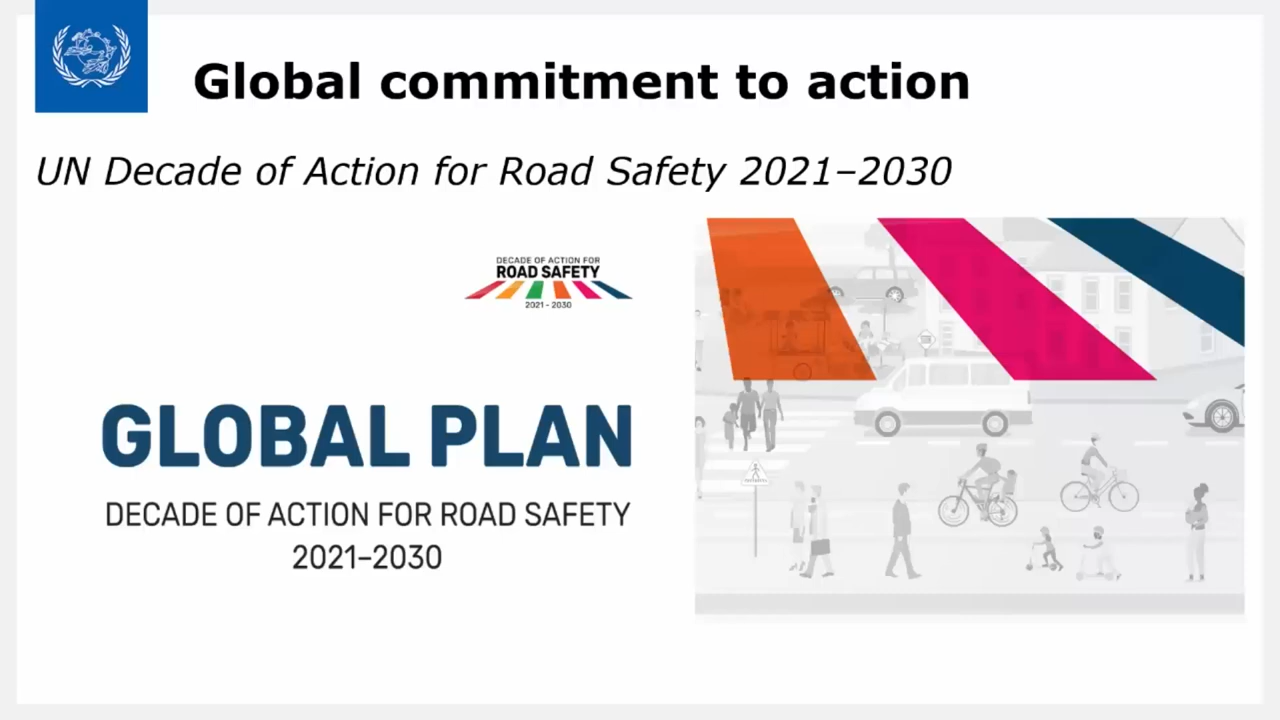 Global commitment to action
UN Decade of Action for Road Safety 2021–2030
DECADE OF ACTION FOR
ROAD SAFETY
2021 - 2030
GLOBAL PLAN
DECADE OF ACTION FOR ROAD SAFETY
2021–2030